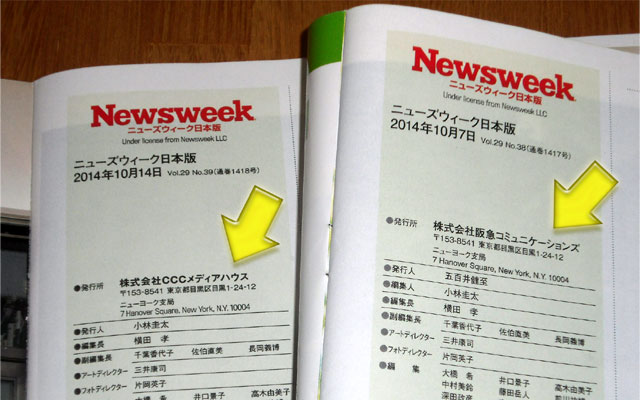 Newsweek
ニューズウィーク日本版
Under license from Newsweek LLC
ニューズウィーク日本版
2014年10月14日 Vol.29 No.39(通巻1418号)
●発行所 株式会社CCCメディアハウス
〒153-8541 東京都目黒区目黒1-24-12
ニューヨーク支局
7 Hanover Square, New York, N.Y. 10004
●発行人 小林圭太
●編集長 横田 孝
●副編集長 千葉香代子 佐伯直美 長岡義博
●アートディレクター 三井康司
●フォトディレクター 片岡英子
●編 集 大橋 希 井口景子 高木由美子
Newsweek
ニューズウィーク日本版
Under license from Newsweek LLC
ニューズウィーク日本版
2014年10月7日 Vol.29 No.38(通巻1417号)
●発行所 株式会社阪急コミュニケーションズ
〒153-8541 東京都目黒区目黒1-24-12
ニューヨーク支局
7 Hanover Square, New York, N.Y. 10004
●発行人 五百井健至
●編集人 小林圭太
●編集長 横田 孝
●副編集長 千葉香代子 佐伯直美 長岡義博
●アートディレクター 三井康司
●フォトディレクター 片岡英子
●編 集 大橋 希 井口景子 高木由美子
中村美鈴 藤田岳人